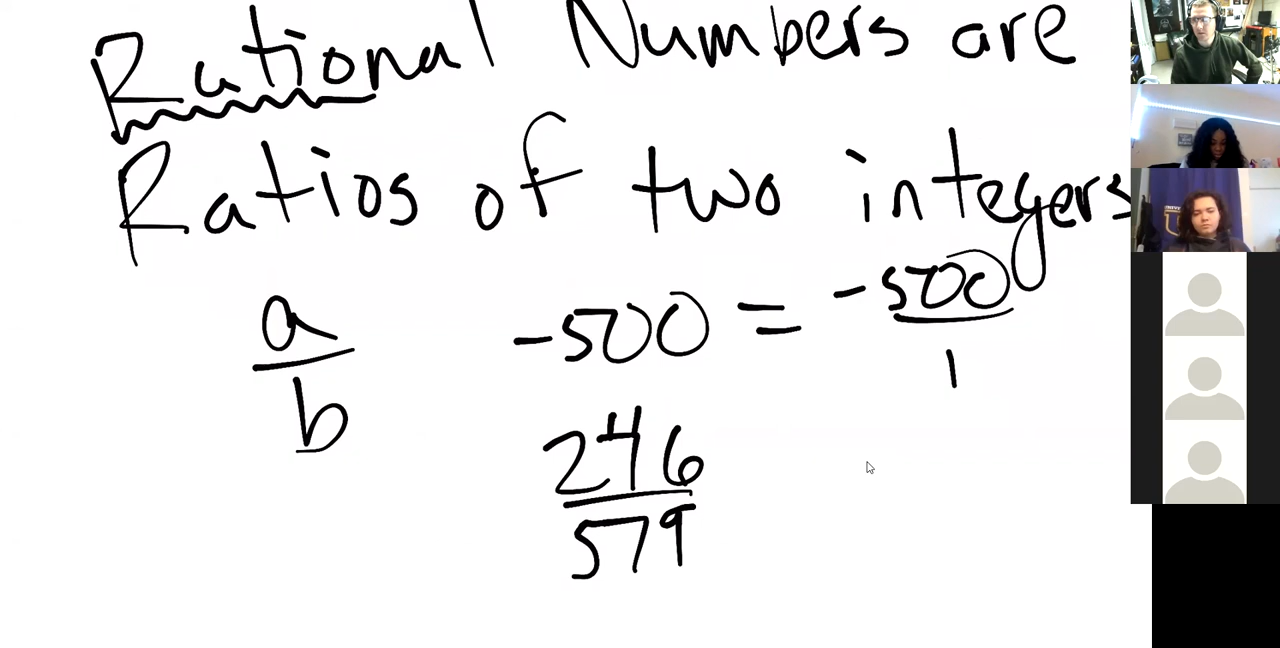 Rational Numbers are
Ratios of two integers
a/b
-500 = -500/1
246/579